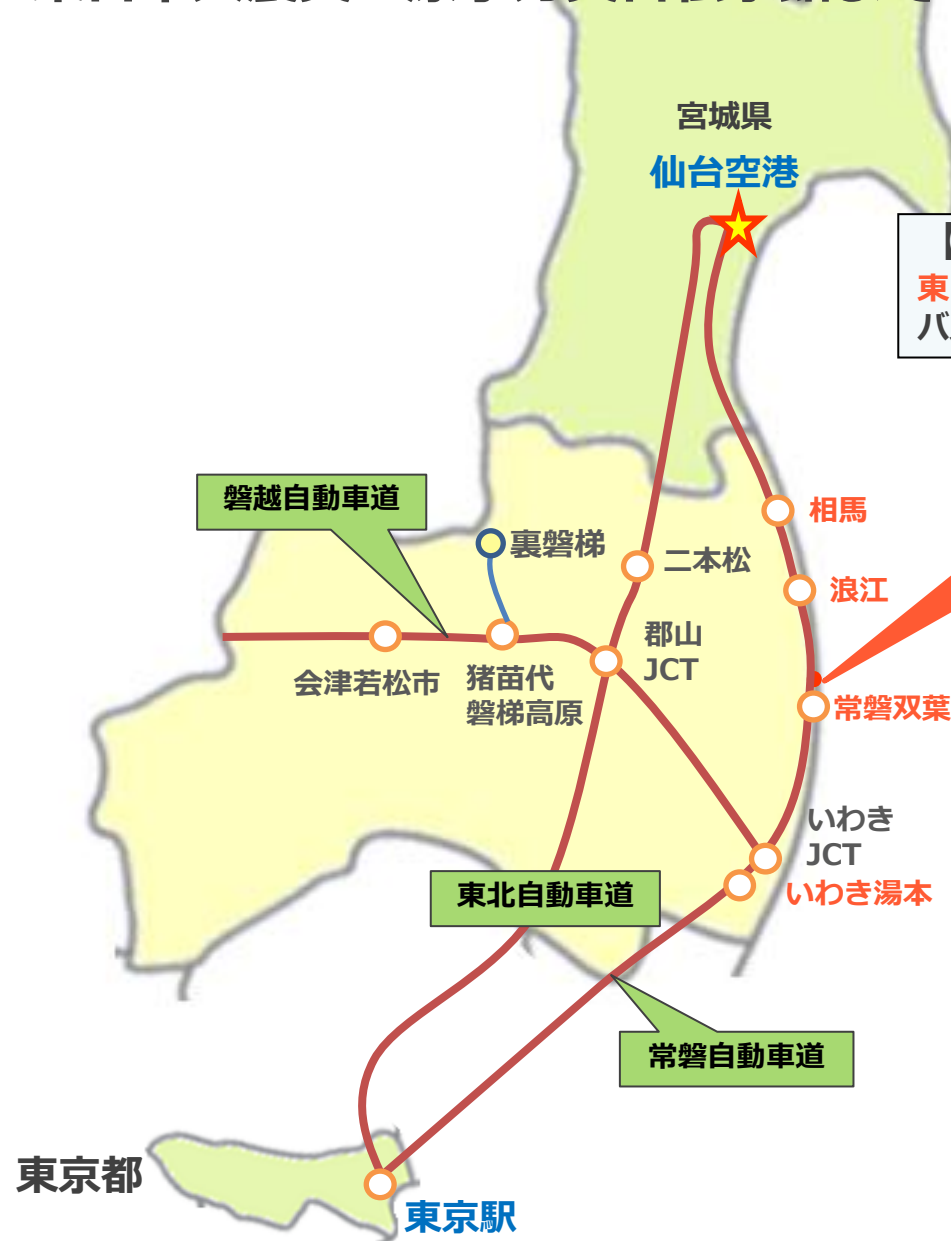 宮城県
仙台空港
東
バ
磐越自動車道
相馬
裏磐梯
二本松
浪江
郡山
JCT
会津若松市
猪苗代
磐梯高原
常磐双葉
いわき
JCT
いわき湯本
東北自動車道
常磐自動車道
東京都
東京駅